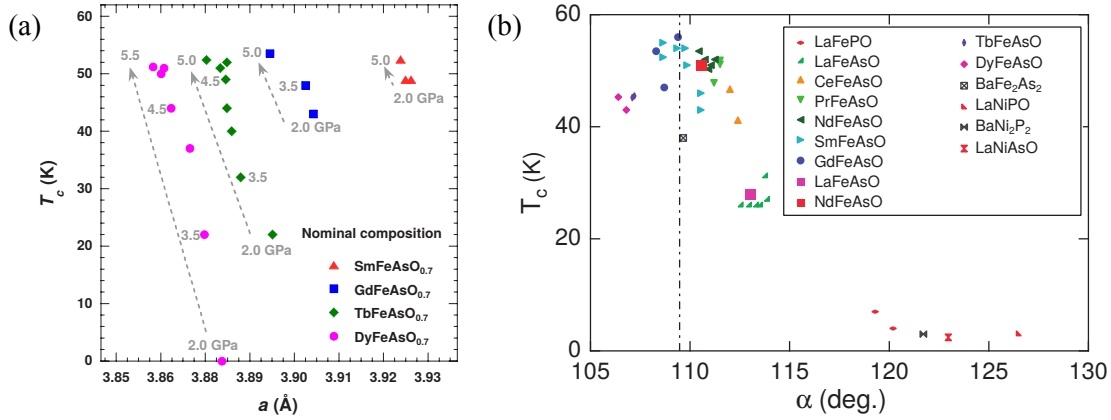 (a)
T_c (K)
60
50
40
30
20
10
0
5.5
5.0
4.5
4.5
3.5
3.5
2.0 GPa
2.0 GPa
5.0
3.5
2.0 GPa
5.0
2.0 GPa
Nominal composition
SmFeAsO0.7
GdFeAsO0.7
TbFeAsO0.7
DyFeAsO0.7
3.85 3.86 3.87 3.88 3.89 3.90 3.91 3.92 3.93
a (Å)
(b)
T_C (K)
60
40
20
0
LaFePO
LaFeAsO
CeFeAsO
PrFeAsO
NdFeAsO
SmFeAsO
GdFeAsO
LaFeAsO
NdFeAsO
TbFeAsO
DyFeAsO
BaFe2As2
LaNiPO
BaNi2P2
LaNiAsO
105 110 115 120 125 130
α (deg.)